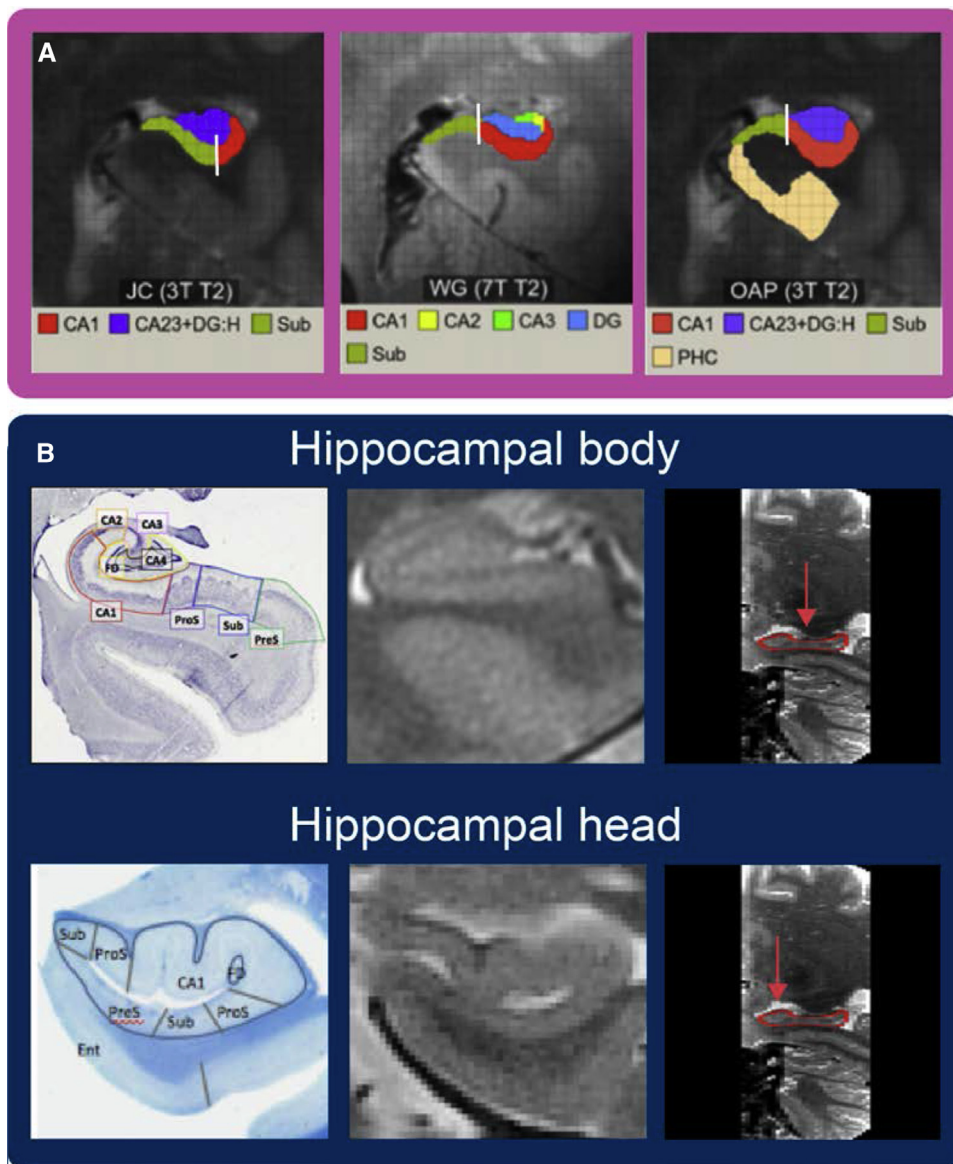 A
JC (3T T2)
CA1 CA23+DG:H Sub
WG (7T T2)
CA1 CA2 CA3 DG
Sub
OAP (3T T2)
CA1 CA23+DG:H Sub
PHC
B
Hippocampal body
CA2 CA3
FD CA4
CA1
ProS
Sub
PreS
Hippocampal head
Sub
ProS
CA1
FD
PreS
Sub
ProS
Ent